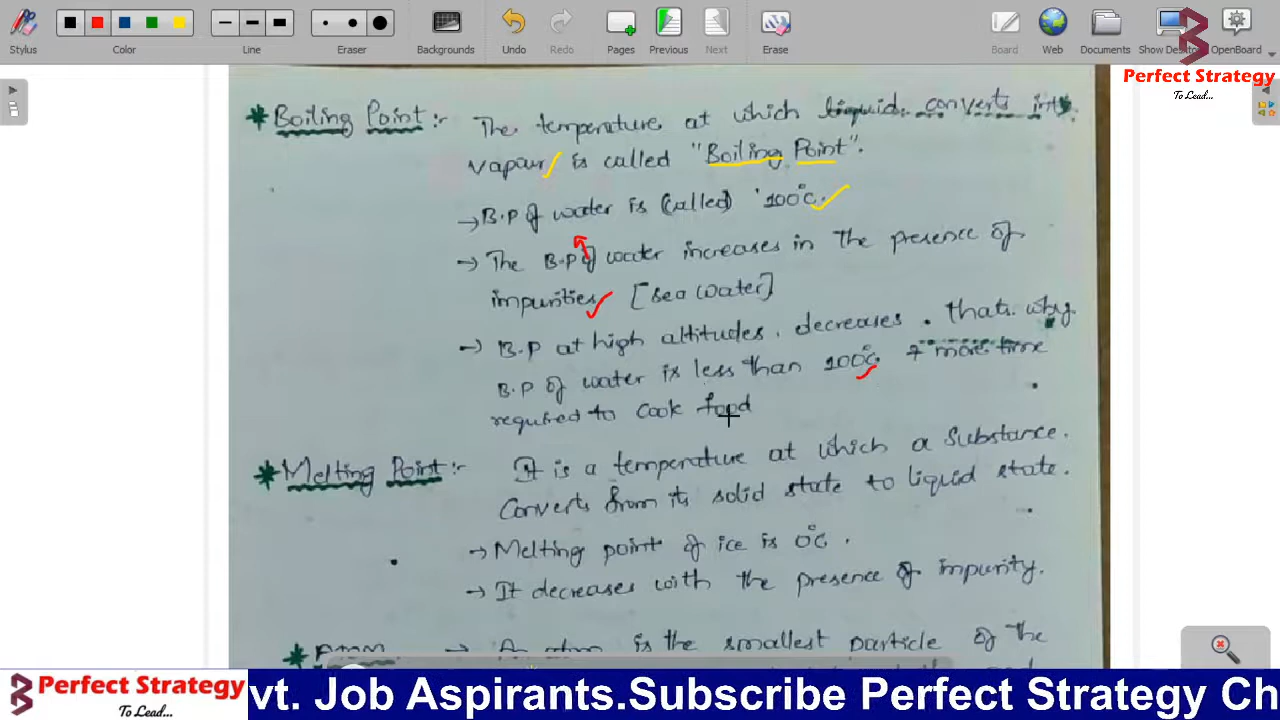 Stylus
Color
Line
Eraser
Backgrounds
Undo
Redo
Pages
Previous
Next
Erase
Board
Web
Documents
Show Desktop
OpenBoard
Perfect Strategy
To Lead...
* Boiling Point:- The temperature at which liquid converts into
vapour is called "Boiling Point".
→ B.P of water is (called) 100°C
→ The B.P of water increases in the presence of
impurities [Sea Water]
→ B.P at high altitudes. decreases. that's why
B.P of water is less than 100°C. + more time
required to cook food
* Melting Point:- It is a temperature at which a Substance.
Converts from its solid state to liquid state.
→ Melting point of ice is 0°C.
→ It decreases with the presence of impurity.
→ An atom is the smallest particle of the
Perfect Strategy
To Lead...
vt. Job Aspirants.Subscribe Perfect Strategy Ch